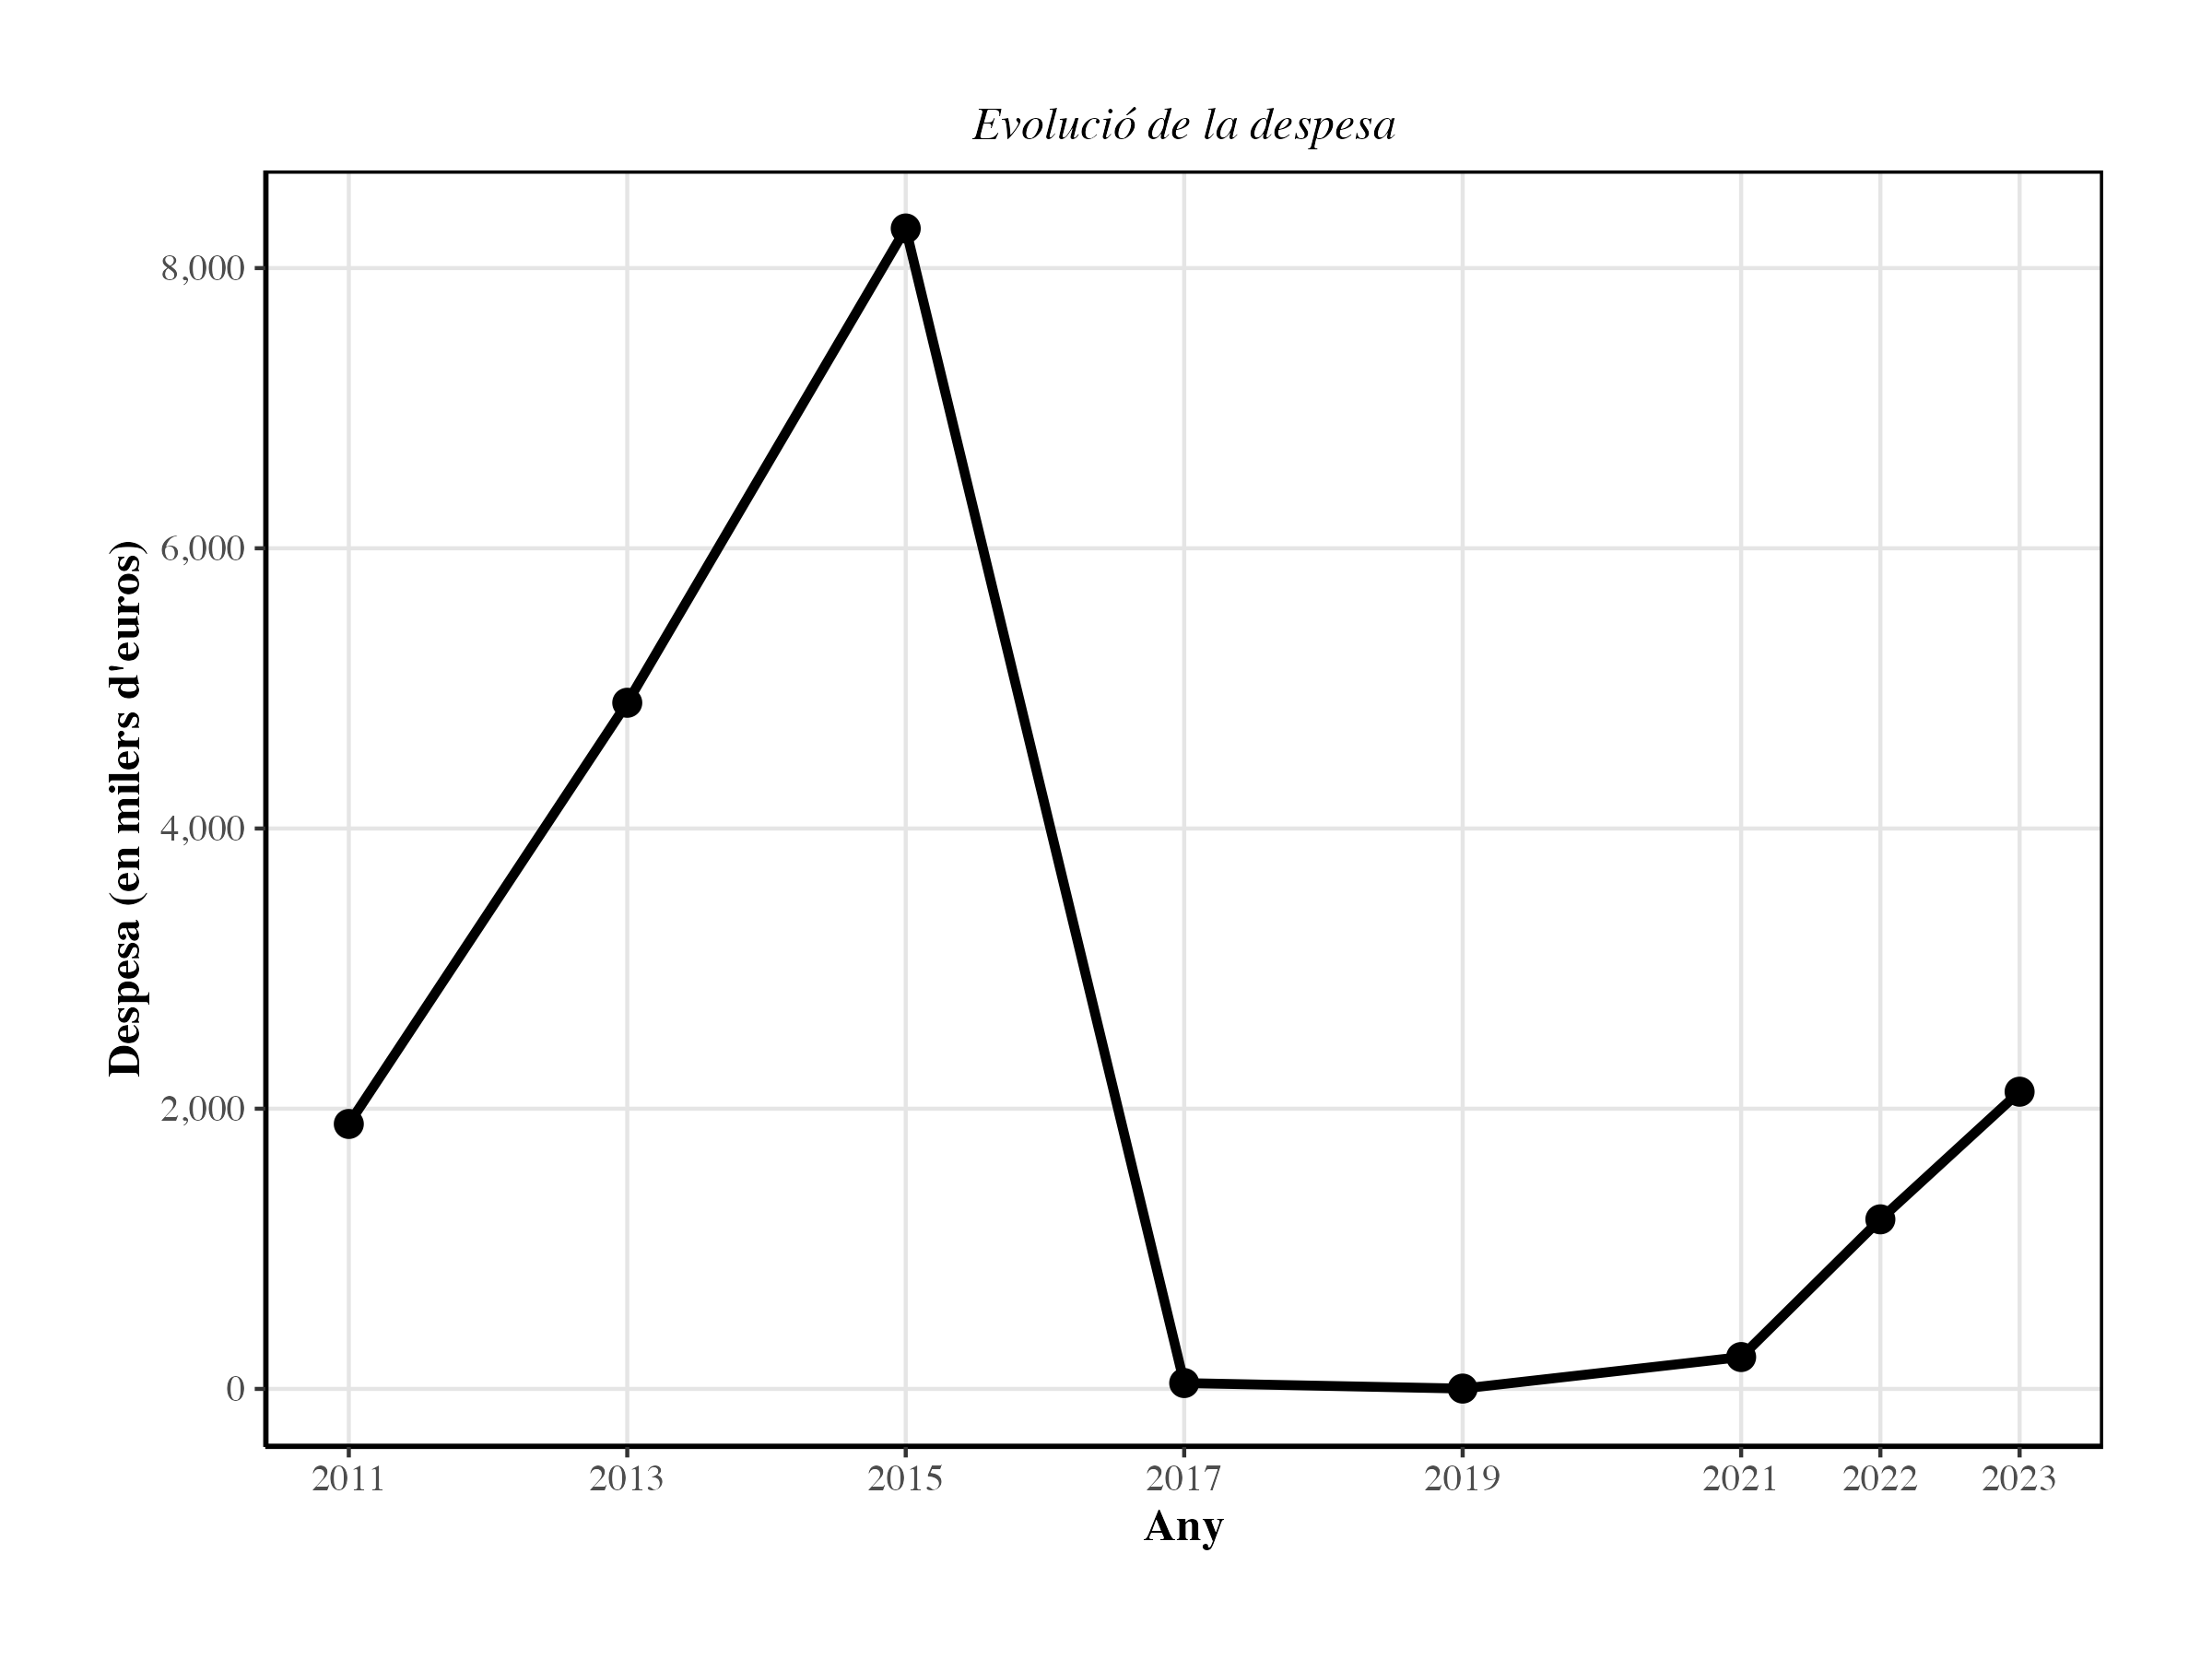 Evolució de la despesa
Despesa (en milers d'euros)
8,000
6,000
4,000
2,000
0
2011 2013 2015 2017 2019 2021 2022 2023
Any